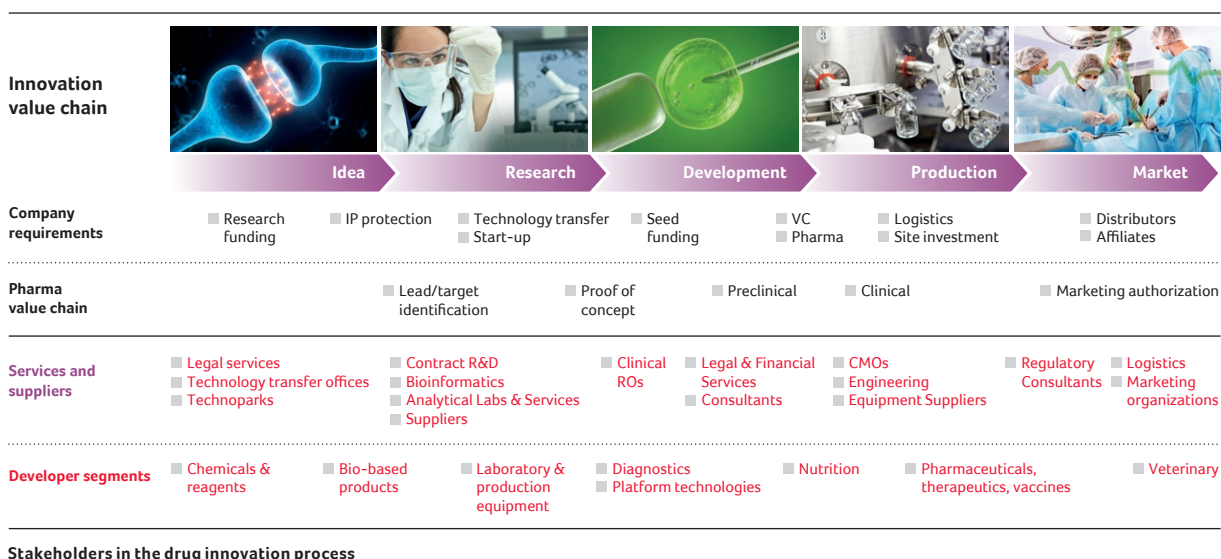 Innovation
value chain
Idea
Research
Development
Production
Market
Company
requirements
Research
funding
IP protection
Technology transfer
Start-up
Seed
funding
VC
Pharma
Logistics
Site investment
Distributors
Affiliates
Pharma
value chain
Lead/target
identification
Proof of
concept
Preclinical
Clinical
Marketing authorization
Services and
suppliers
Legal services
Technology transfer offices
Technoparks
Contract R&D
Bioinformatics
Analytical Labs & Services
Suppliers
Clinical
ROs
Legal & Financial
Services
Consultants
CMOs
Engineering
Equipment Suppliers
Regulatory
Consultants
Logistics
Marketing
organizations
Developer segments
Chemicals &
reagents
Bio-based
products
Laboratory &
production
equipment
Diagnostics
Platform technologies
Nutrition
Pharmaceuticals,
therapeutics, vaccines
Veterinary
Stakeholders in the drug innovation process